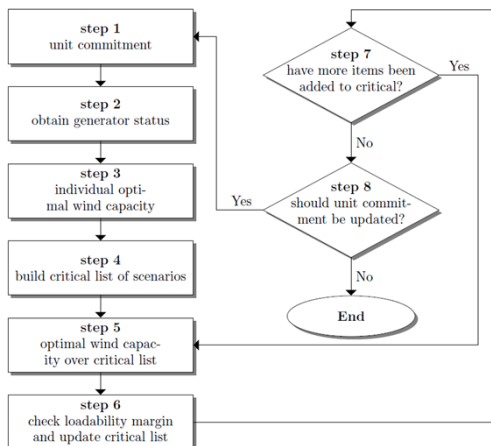 step 1
unit commitment
step 2
obtain generator status
step 3
individual opti-
mal wind capacity
step 4
build critical list of scenarios
step 5
optimal wind capac-
ity over critical list
step 6
check loadability margin
and update critical list
step 7
have more items been
added to critical?
Yes
No
step 8
should unit commit-
ment be updated?
Yes
No
End